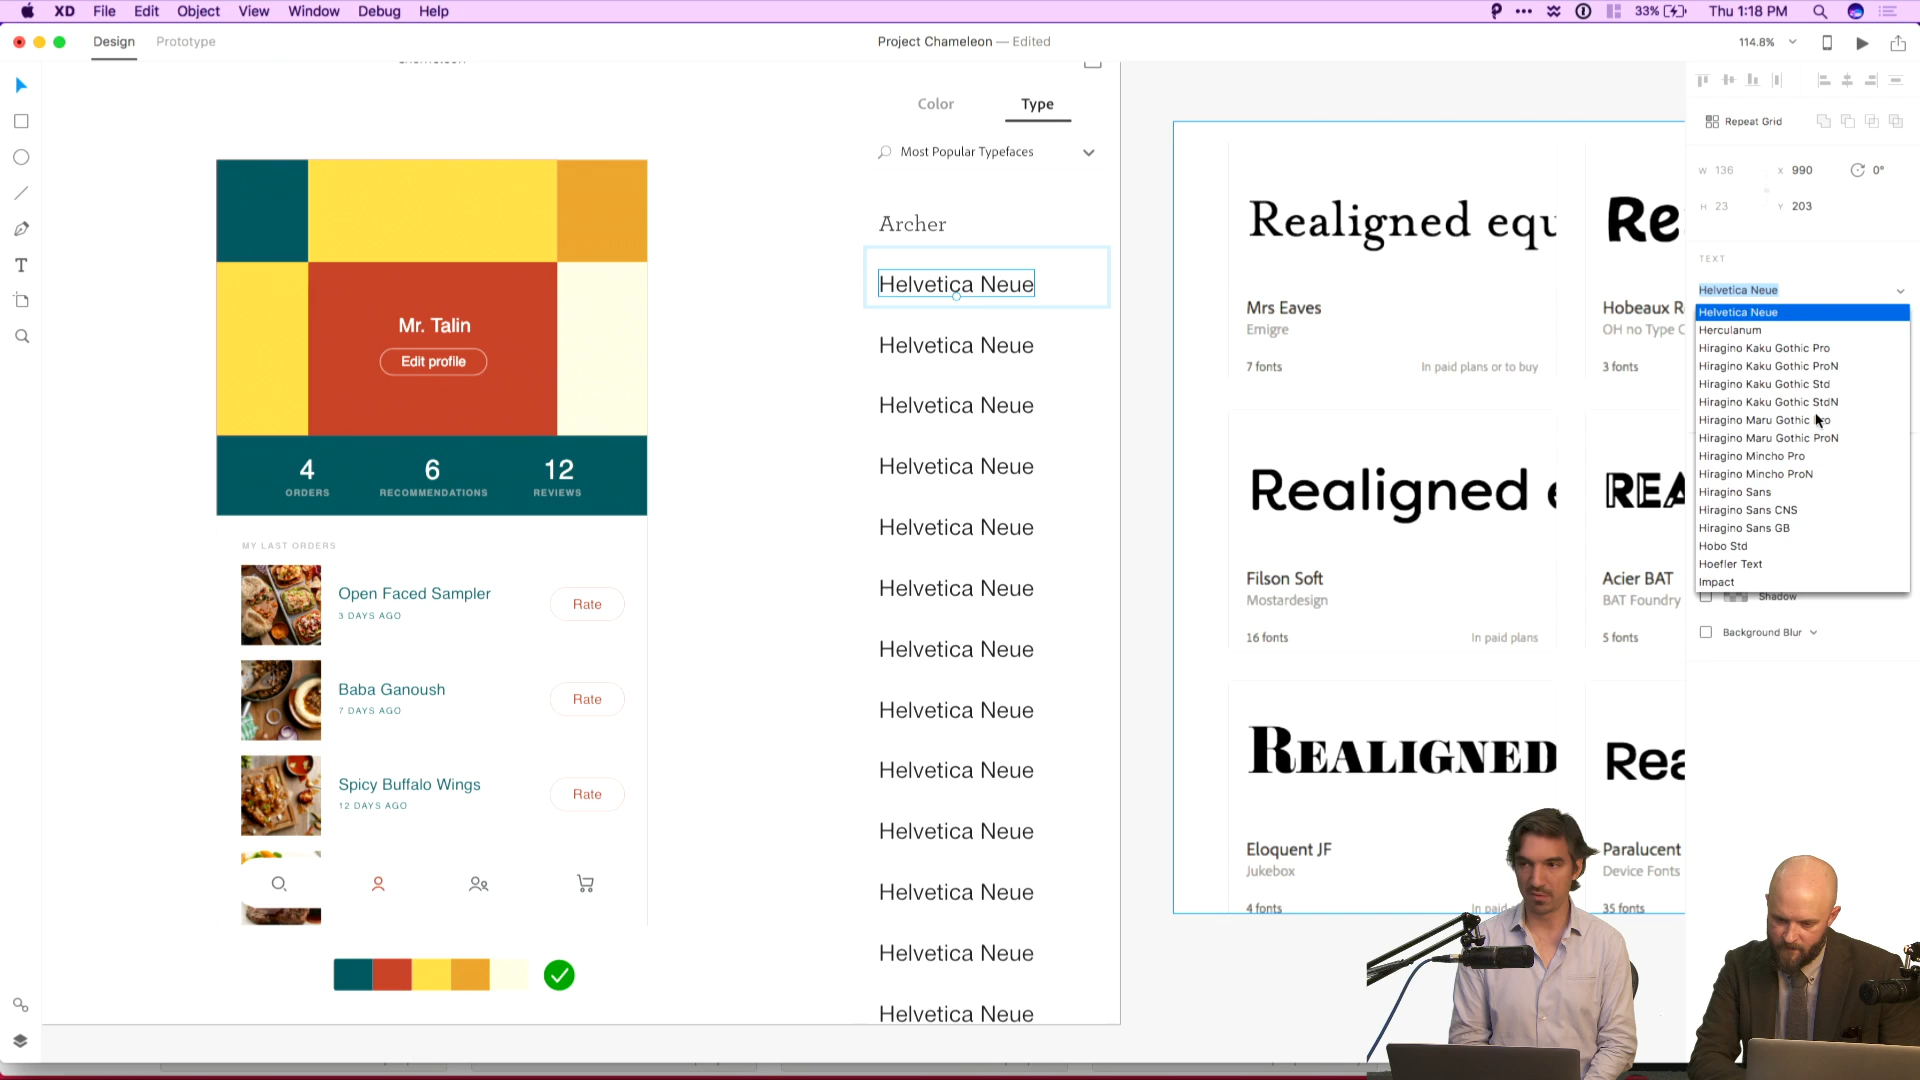 XD File Edit Object View Window Debug Help
33% Thu 1:18 PM
Design Prototype
Project Chameleon — Edited
114.8%
Color Type
Most Popular Typefaces
Archer
Helvetica Neue
Helvetica Neue
Helvetica Neue
Helvetica Neue
Helvetica Neue
Helvetica Neue
Helvetica Neue
Helvetica Neue
Helvetica Neue
Helvetica Neue
Helvetica Neue
Helvetica Neue
Helvetica Neue
Mr. Talin
Edit profile
4 6 12
ORDERS RECOMMENDATIONS REVIEWS
MY LAST ORDERS
Open Faced Sampler
3 DAYS AGO
Rate
Baba Ganoush
7 DAYS AGO
Rate
Spicy Buffalo Wings
12 DAYS AGO
Rate
Realigned equ
Mrs Eaves
Emigre
7 fonts In paid plans or to buy
Re
Hobeaux R
OH no Type C
3 fonts
Realigned e
Filson Soft
Mostardesign
16 fonts In paid plans
REA
Acier BAT
BAT Foundry
5 fonts
REALIGNED
Eloquent JF
Jukebox
4 fonts In paid
Rea
Paralucent
Device Fonts
35 fonts
Repeat Grid
W 136 X 990 0°
H 23 Y 203
TEXT
Helvetica Neue
Helvetica Neue
Herculanum
Hiragino Kaku Gothic Pro
Hiragino Kaku Gothic ProN
Hiragino Kaku Gothic Std
Hiragino Kaku Gothic StdN
Hiragino Maru Gothic Pro
Hiragino Maru Gothic ProN
Hiragino Mincho Pro
Hiragino Mincho ProN
Hiragino Sans
Hiragino Sans CNS
Hiragino Sans GB
Hobo Std
Hoefler Text
Impact
Shadow
Background Blur